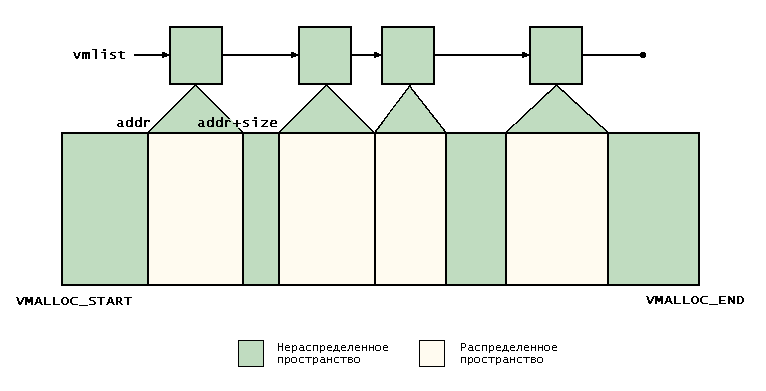 vmlist
addr addr+size
VMALLOC_START VMALLOC_END
Нераспределенное
пространство
Распределенное
пространство